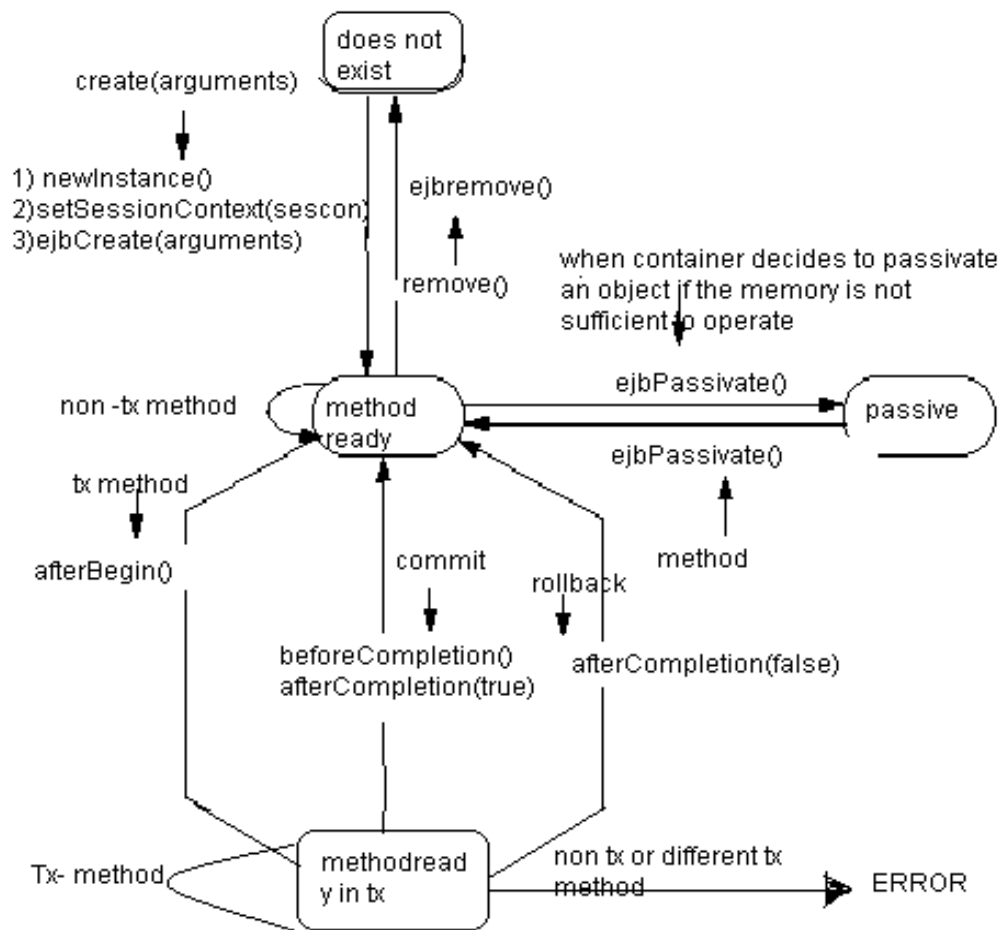 does not
exist
create(arguments)
1) newInstance()
2)setSessionContext(sescon)
3)ejbCreate(arguments)
ejbremove()
remove()
when container decides to passivate
an object if the memory is not
sufficient to operate
non -tx method
method
ready
ejbPassivate()
passive
ejbPassivate()
method
tx method
afterBegin()
commit
rollback
beforeCompletion()
afterCompletion(true)
afterCompletion(false)
Tx- method
methodread
y in tx
non tx or different tx
method
ERROR